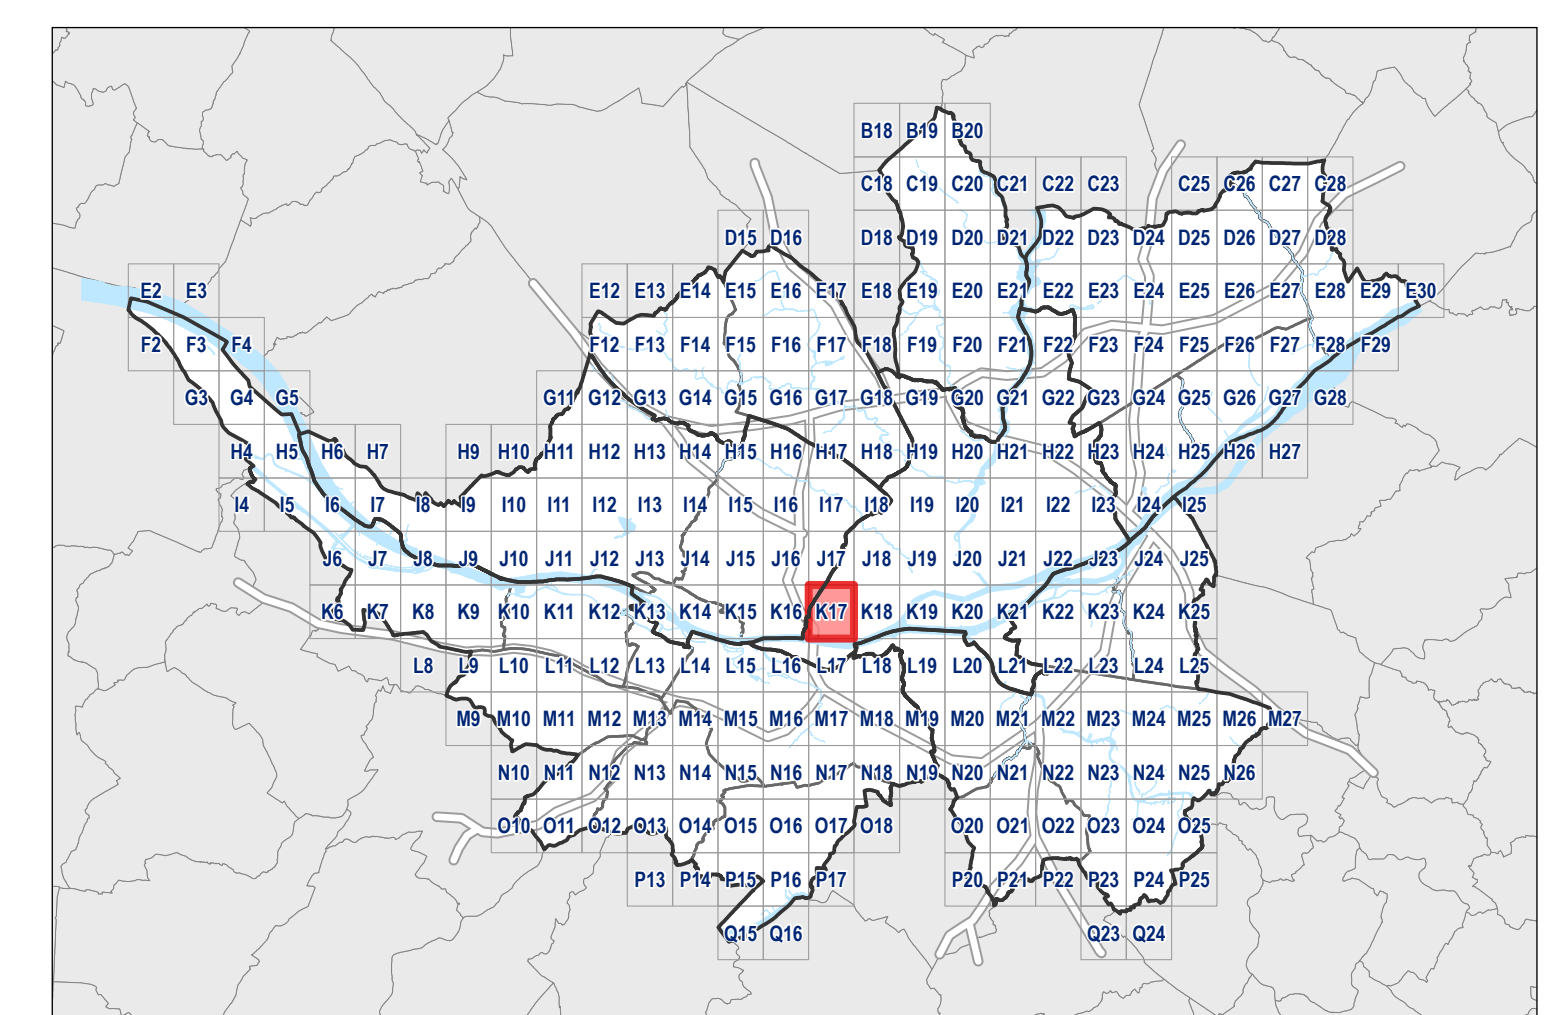 B18 B19 B20
C18 C19 C20 C21 C22 C23 C25 C26 C27 C28
D15 D16 D18 D19 D20 D21 D22 D23 D24 D25 D26 D27 D28
E2 E3 E12 E13 E14 E15 E16 E17 E18 E19 E20 E21 E22 E23 E24 E25 E26 E27 E28 E29 E30
F2 F3 F4 F12 F13 F14 F15 F16 F17 F18 F19 F20 F21 F22 F23 F24 F25 F26 F27 F28 F29
G3 G4 G5 G11 G12 G13 G14 G15 G16 G17 G18 G19 G20 G21 G22 G23 G24 G25 G26 G27 G28
H4 H5 H6 H7 H9 H10 H11 H12 H13 H14 H15 H16 H17 H18 H19 H20 H21 H22 H23 H24 H25 H26 H27
I4 I5 I6 I7 I8 I9 I10 I11 I12 I13 I14 I15 I16 I17 I18 I19 I20 I21 I22 I23 I24 I25
J6 J7 J8 J9 J10 J11 J12 J13 J14 J15 J16 J17 J18 J19 J20 J21 J22 J23 J24 J25
K6 K7 K8 K9 K10 K11 K12 K13 K14 K15 K16 K17 K18 K19 K20 K21 K22 K23 K24 K25
L8 L9 L10 L11 L12 L13 L14 L15 L16 L17 L18 L19 L20 L21 L22 L23 L24 L25
M9 M10 M11 M12 M13 M14 M15 M16 M17 M18 M19 M20 M21 M22 M23 M24 M25 M26 M27
N10 N11 N12 N13 N14 N15 N16 N17 N18 N19 N20 N21 N22 N23 N24 N25 N26
O10 O11 O12 O13 O14 O15 O16 O17 O18 O20 O21 O22 O23 O24 O25
P13 P14 P15 P16 P17 P20 P21 P22 P23 P24 P25
Q15 Q16 Q23 Q24